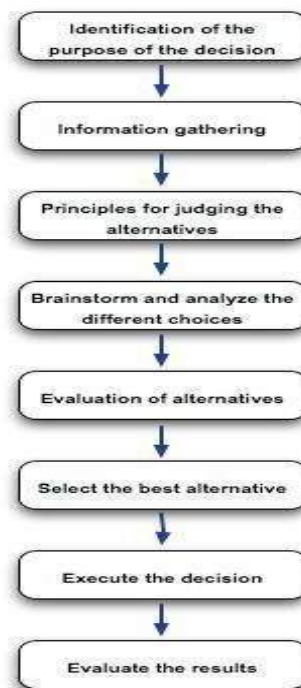 Identification of the
purpose of the decision
Information gathering
Principles for judging the
alternatives
Brainstorm and analyze the
different choices
Evaluation of alternatives
Select the best alternative
Execute the decision
Evaluate the results